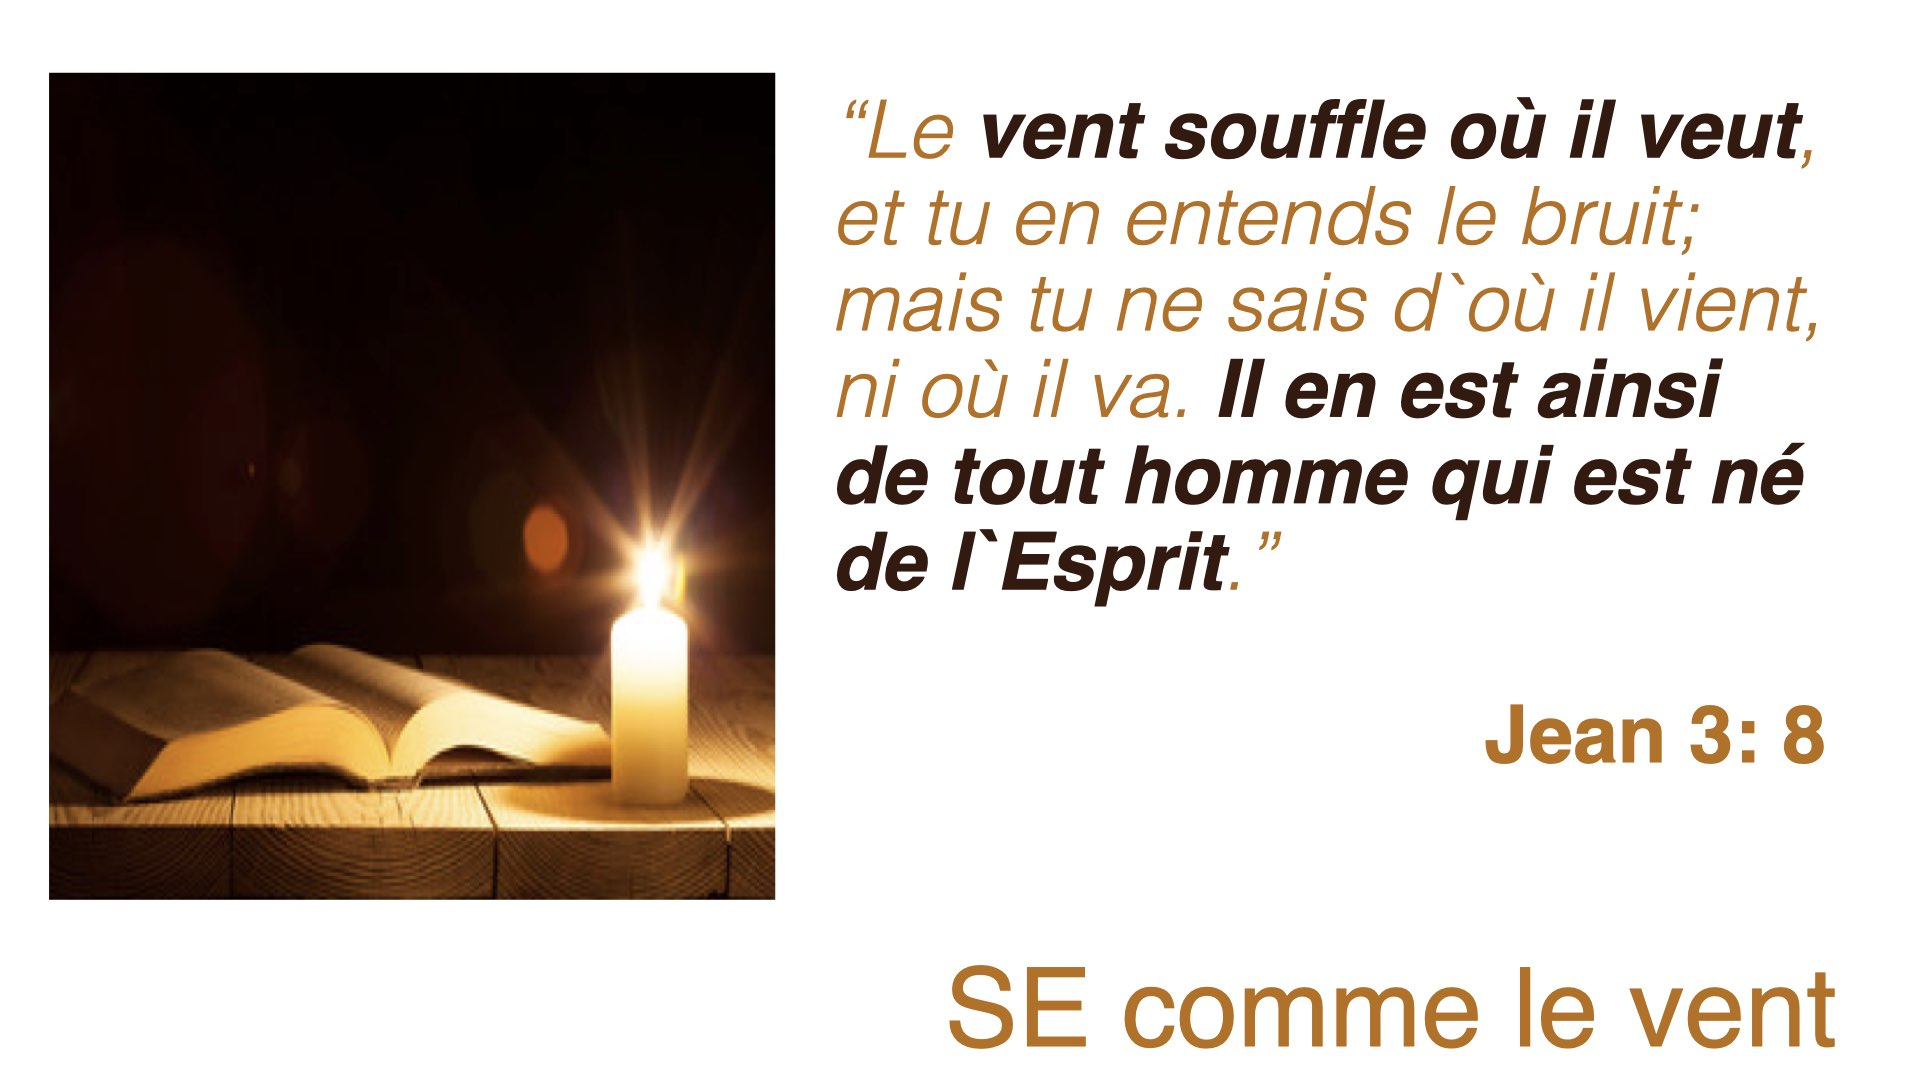 “Le vent souffle où il veut,
et tu en entends le bruit;
mais tu ne sais d`où il vient,
ni où il va. Il en est ainsi
de tout homme qui est né
de l`Esprit.”
Jean 3: 8
SE comme le vent